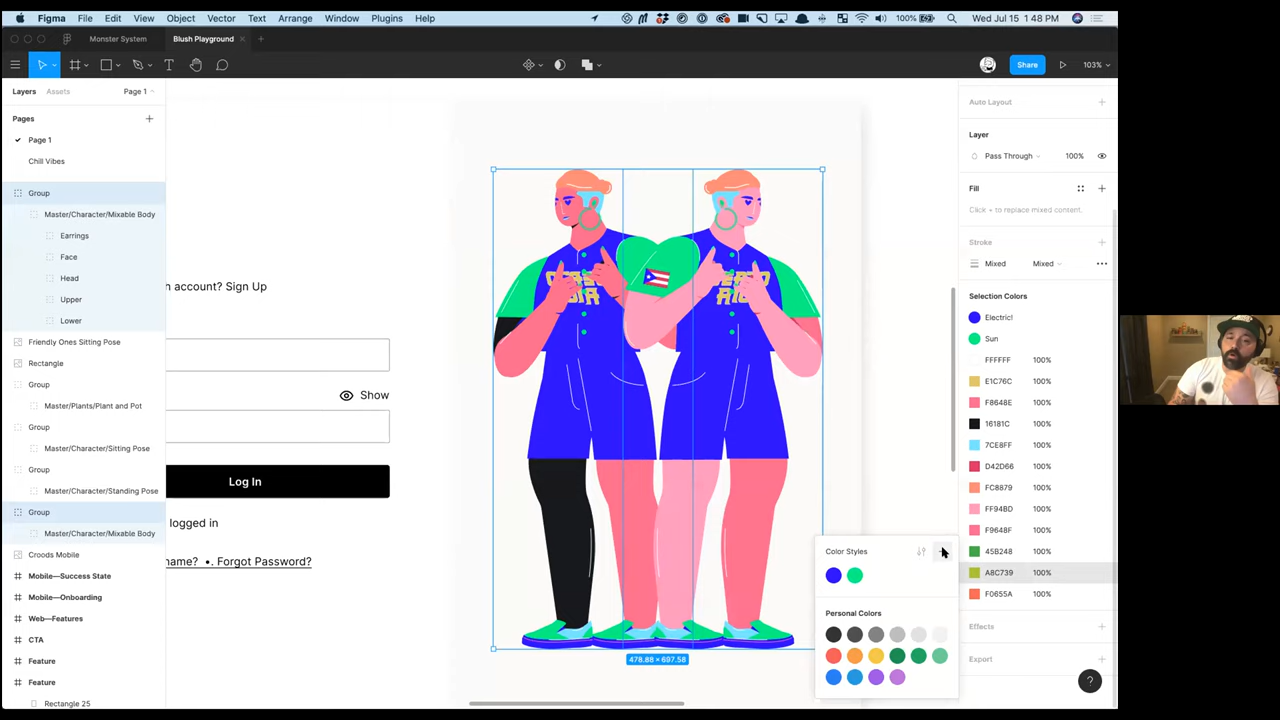 Figma File Edit View Object Vector Text Arrange Window Plugins Help
100% Wed Jul 15 1:48 PM
Monster System
Blush Playground
Share
103%
Layers
Assets
Page 1
Pages
Page 1
Chill Vibes
Group
Master/Character/Mixable Body
Earrings
Face
Head
Upper
Lower
Friendly Ones Sitting Pose
Rectangle
Group
Master/Plants/Plant and Pot
Group
Master/Character/Sitting Pose
Group
Master/Character/Standing Pose
Group
Master/Character/Mixable Body
Croods Mobile
Mobile—Success State
Mobile—Onboarding
Web—Features
CTA
Feature
Feature
Rectangle 25
h account? Sign Up
Show
Log In
logged in
name? •. Forgot Password?
478.88 × 697.58
Color Styles
Personal Colors
Auto Layout
Layer
Pass Through 100%
Fill
Click + to replace mixed content.
Stroke
Mixed Mixed
Selection Colors
Electric!
Sun
FFFFFF 100%
E1C76C 100%
F8648E 100%
16181C 100%
7CE8FF 100%
D42D66 100%
FC8879 100%
FF94BD 100%
F9648F 100%
45B248 100%
A8C739 100%
F0655A 100%
Effects
Export
?